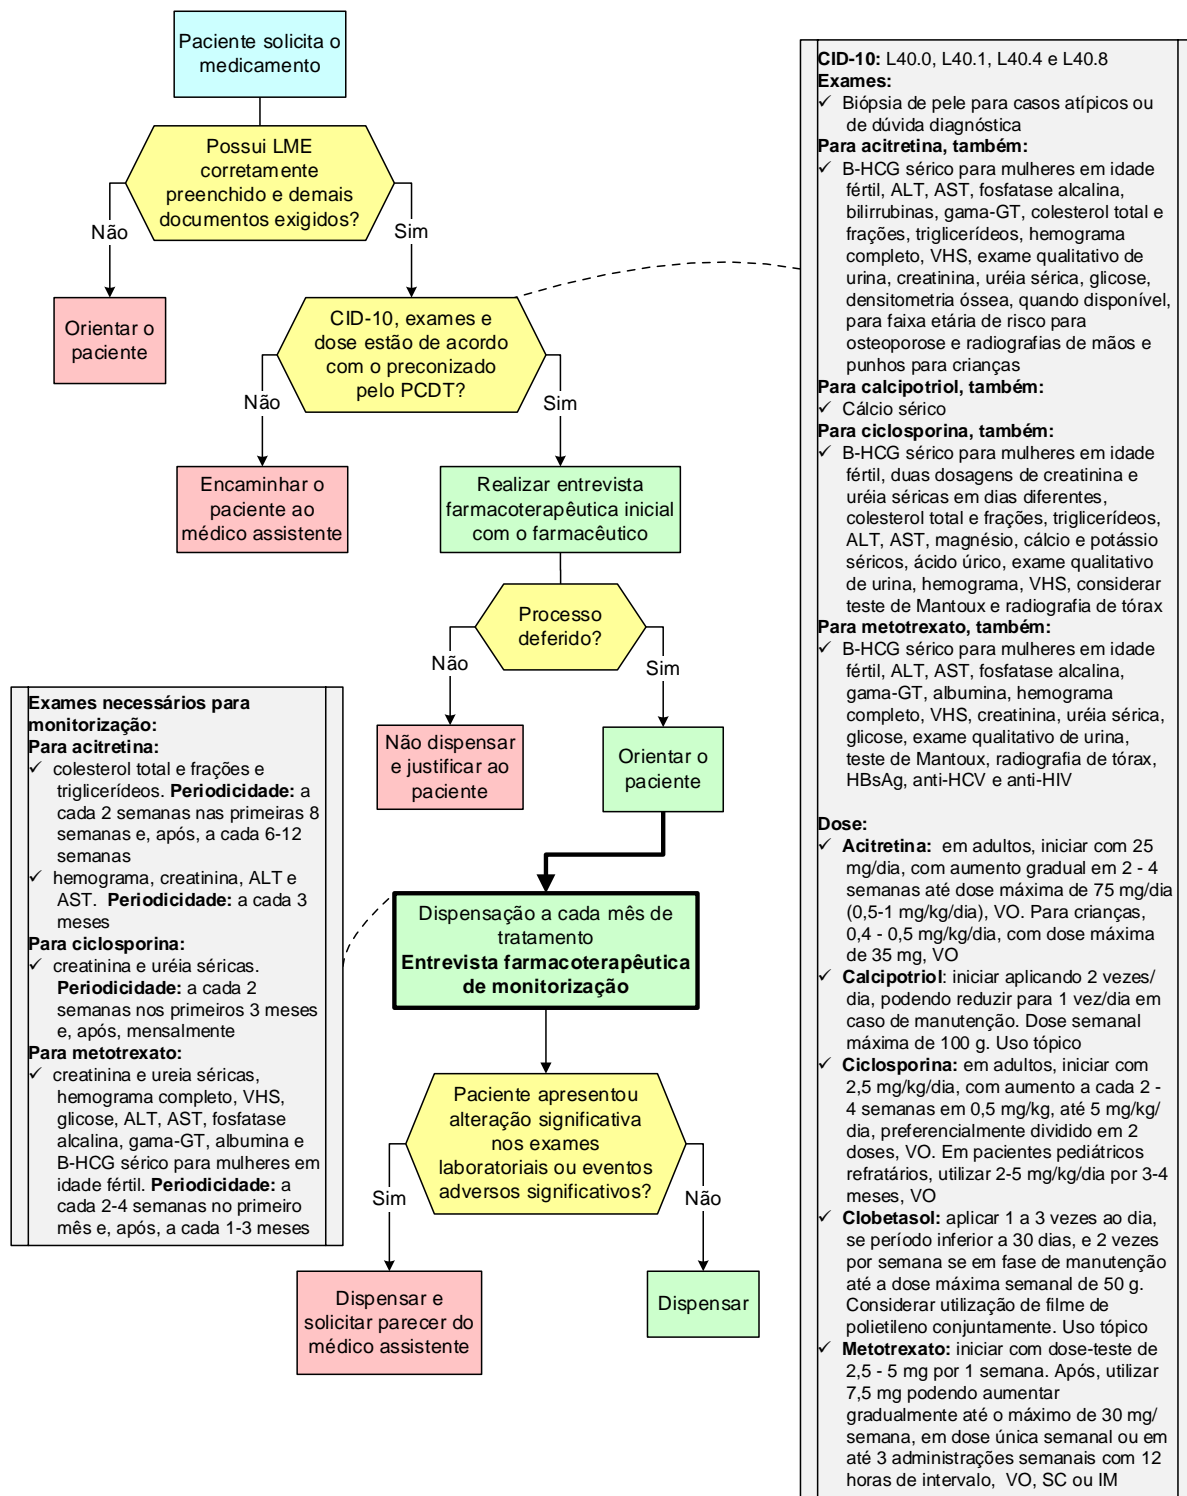 Paciente solicita o
medicamento
Possui LME
corretamente
preenchido e demais
documentos exigidos?
Não
Sim
Orientar o
paciente
CID-10, exames e
dose estão de acordo
com o preconizado
pelo PCDT?
Não
Sim
Encaminhar o
paciente ao
médico assistente
Realizar entrevista
farmacoterapêutica inicial
com o farmacêutico
Processo
deferido?
Não
Sim
Não dispensar
e justificar ao
paciente
Orientar o
paciente
Dispensação a cada mês de
tratamento
Entrevista farmacoterapêutica
de monitorização
Paciente apresentou
alteração significativa
nos exames
laboratoriais ou eventos
adversos significativos?
Sim
Não
Dispensar e
solicitar parecer do
médico assistente
Dispensar
Exames necessários para
monitorização:
Para acitretina:
✓ colesterol total e frações e
triglicerídeos. Periodicidade: a
cada 2 semanas nas primeiras 8
semanas e, após, a cada 6-12
semanas
✓ hemograma, creatinina, ALT e
AST. Periodicidade: a cada 3
meses
Para ciclosporina:
✓ creatinina e uréia séricas.
Periodicidade: a cada 2
semanas nos primeiros 3 meses
e, após, mensalmente
Para metotrexato:
✓ creatinina e ureia séricas,
hemograma completo, VHS,
glicose, ALT, AST, fosfatase
alcalina, gama-GT, albumina e
B-HCG sérico para mulheres em
idade fértil. Periodicidade: a
cada 2-4 semanas no primeiro
mês e, após, a cada 1-3 meses
CID-10: L40.0, L40.1, L40.4 e L40.8
Exames:
✓ Biópsia de pele para casos atípicos ou
de dúvida diagnóstica
Para acitretina, também:
✓ B-HCG sérico para mulheres em idade
fértil, ALT, AST, fosfatase alcalina,
bilirrubinas, gama-GT, colesterol total e
frações, triglicerídeos, hemograma
completo, VHS, exame qualitativo de
urina, creatinina, uréia sérica, glicose,
densitometria óssea, quando disponível,
para faixa etária de risco para
osteoporose e radiografias de mãos e
punhos para crianças
Para calcipotriol, também:
✓ Cálcio sérico
Para ciclosporina, também:
✓ B-HCG sérico para mulheres em idade
fértil, duas dosagens de creatinina e
uréia séricas em dias diferentes,
colesterol total e frações, triglicerídeos,
ALT, AST, magnésio, cálcio e potássio
séricos, ácido úrico, exame qualitativo
de urina, hemograma, VHS, considerar
teste de Mantoux e radiografia de tórax
Para metotrexato, também:
✓ B-HCG sérico para mulheres em idade
fértil, ALT, AST, fosfatase alcalina,
gama-GT, albumina, hemograma
completo, VHS, creatinina, uréia sérica,
glicose, exame qualitativo de urina,
teste de Mantoux, radiografia de tórax,
HBsAg, anti-HCV e anti-HIV
Dose:
✓ Acitretina: em adultos, iniciar com 25
mg/dia, com aumento gradual em 2 - 4
semanas até dose máxima de 75 mg/dia
(0,5-1 mg/kg/dia), VO. Para crianças,
0,4 - 0,5 mg/kg/dia, com dose máxima
de 35 mg, VO
✓ Calcipotriol: iniciar aplicando 2 vezes/
dia, podendo reduzir para 1 vez/dia em
caso de manutenção. Dose semanal
máxima de 100 g. Uso tópico
✓ Ciclosporina: em adultos, iniciar com
2,5 mg/kg/dia, com aumento a cada 2 -
4 semanas em 0,5 mg/kg, até 5 mg/kg/
dia, preferencialmente dividido em 2
doses, VO. Em pacientes pediátricos
refratários, utilizar 2-5 mg/kg/dia por 3-4
meses, VO
✓ Clobetasol: aplicar 1 a 3 vezes ao dia,
se período inferior a 30 dias, e 2 vezes
por semana se em fase de manutenção
até a dose máxima semanal de 50 g.
Considerar utilização de filme de
polietileno conjuntamente. Uso tópico
✓ Metotrexato: iniciar com dose-teste de
2,5 - 5 mg por 1 semana. Após, utilizar
7,5 mg podendo aumentar
gradualmente até o máximo de 30 mg/
semana, em dose única semanal ou em
até 3 administrações semanais com 12
horas de intervalo, VO, SC ou IM